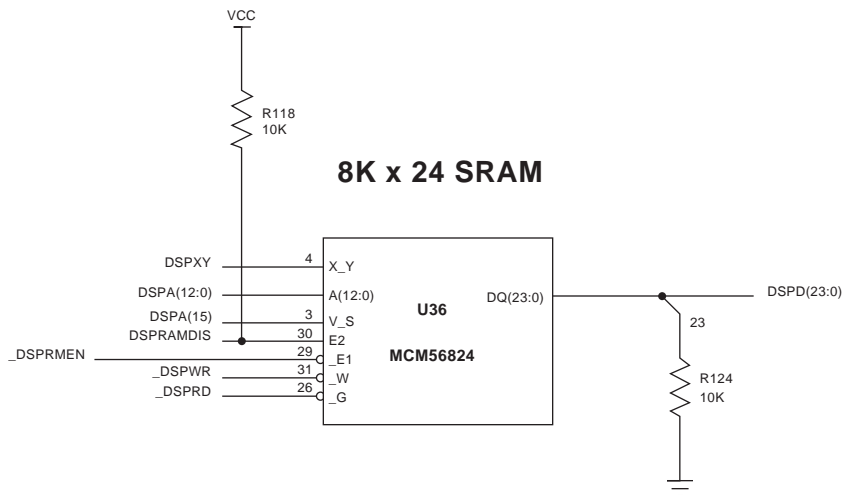 VCC
R118
10K
8K x 24 SRAM
DSPXY 4 X_Y
DSPA(12:0) A(12:0) DQ(23:0) DSPD(23:0)
U36
DSPA(15) 3 V_S
23
DSPRAMDIS 30 E2
_DSPRMEN 29 _E1 MCM56824
_DSPWR 31 _W
R124
_DSPRD 26 _G
10K